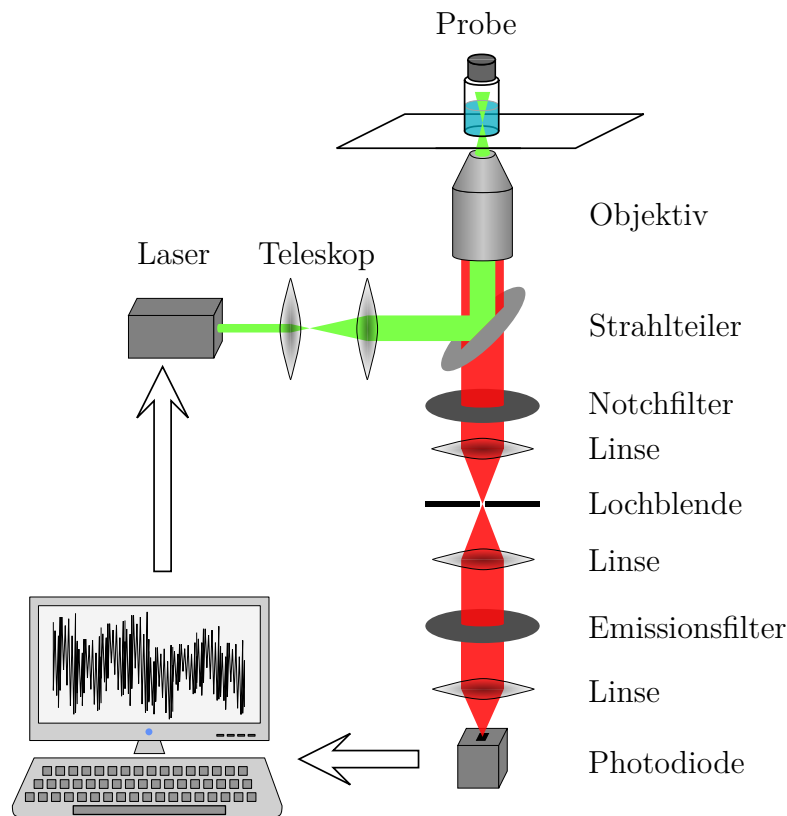 Probe
Objektiv
Laser
Teleskop
Strahlteiler
Notchfilter
Linse
Lochblende
Linse
Emissionsfilter
Linse
Photodiode